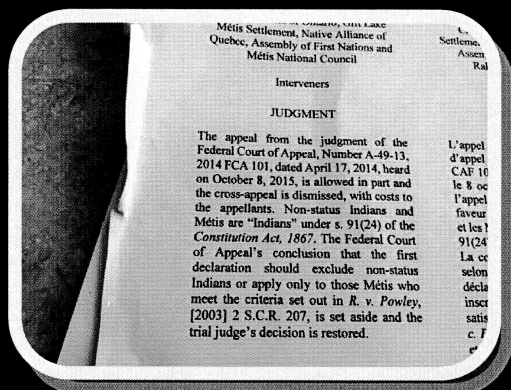 Métis Settlement, Native Alliance of
Quebec, Assembly of First Nations and
Métis National Council
Interveners
JUDGMENT
The appeal from the judgment of the
Federal Court of Appeal, Number A-49-13,
2014 FCA 101, dated April 17, 2014, heard
on October 8, 2015, is allowed in part and
the cross-appeal is dismissed, with costs to
the appellants. Non-status Indians and
Métis are “Indians” under s. 91(24) of the
Constitution Act, 1867. The Federal Court
of Appeal’s conclusion that the first
declaration should exclude non-status
Indians or apply only to those Métis who
meet the criteria set out in R. v. Powley,
[2003] 2 S.C.R. 207, is set aside and the
trial judge’s decision is restored.
L’appel
d’appel
CAF 10
le 8 oc
l’appel
faveur
et les
91(24
La co
selon
décla
inscr
satis
c.